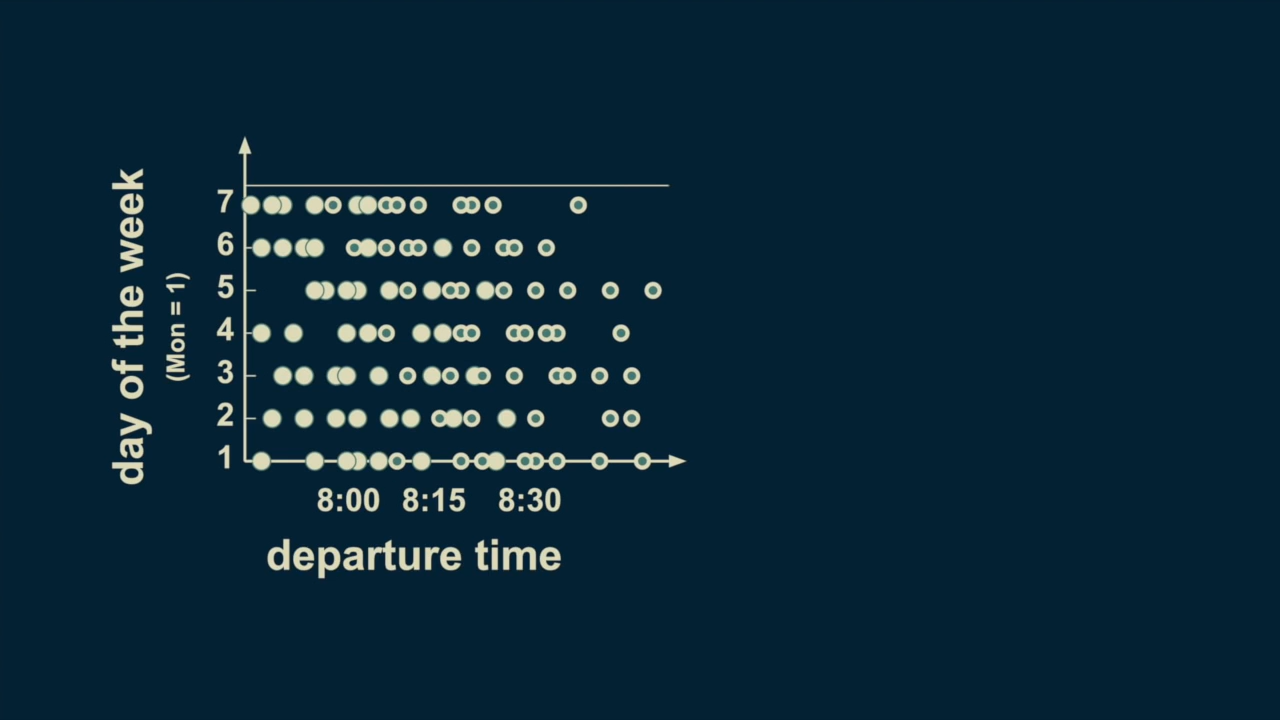 day of the week
(Mon = 1)
7
6
5
4
3
2
1
8:00 8:15 8:30
departure time